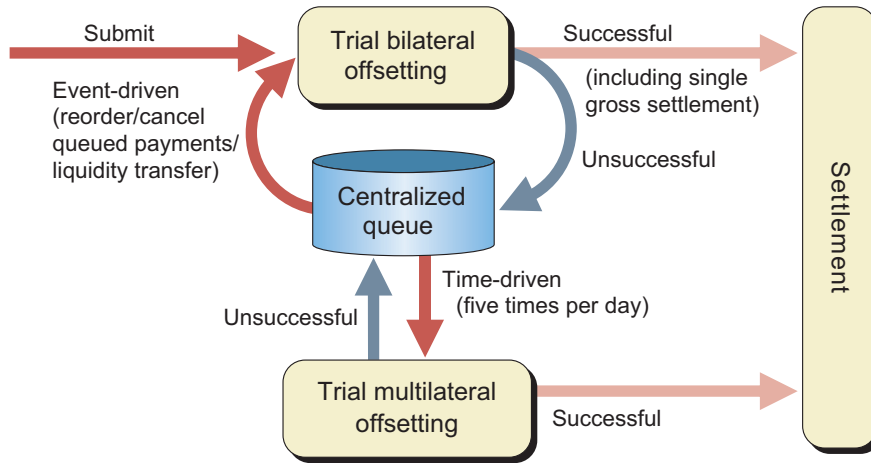 Submit
Trial bilateral
offsetting
Successful
(including single
gross settlement)
Event-driven
(reorder/cancel
queued payments/
liquidity transfer)
Unsuccessful
Centralized
queue
Settlement
Time-driven
(five times per day)
Unsuccessful
Trial multilateral
offsetting
Successful